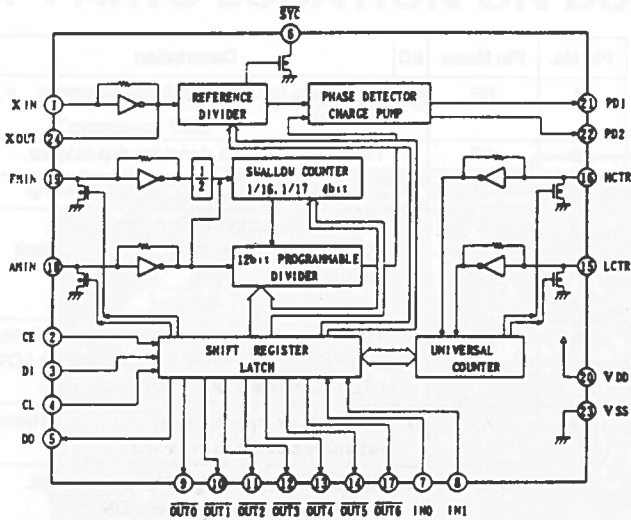 SYC
6
X IN
1
REFERENCE
DIVIDER
PHASE DETECTOR
CHARGE PUMP
21
PD1
22
PD2
XOUT
24
FMIN
19
1/2
SWALLOW COUNTER
1/16, 1/17 4bit
16
HCTR
AMIN
18
12bit PROGRAMMABLE
DIVIDER
15
LCTR
CE
2
DI
3
CL
4
DO
5
SHIFT REGISTER
LATCH
UNIVERSAL
COUNTER
20
VDD
23
VSS
9
10
11
12
13
14
17
7
8
OUT0
OUT1
OUT2
OUT3
OUT4
OUT5
OUT6
IN0
IN1